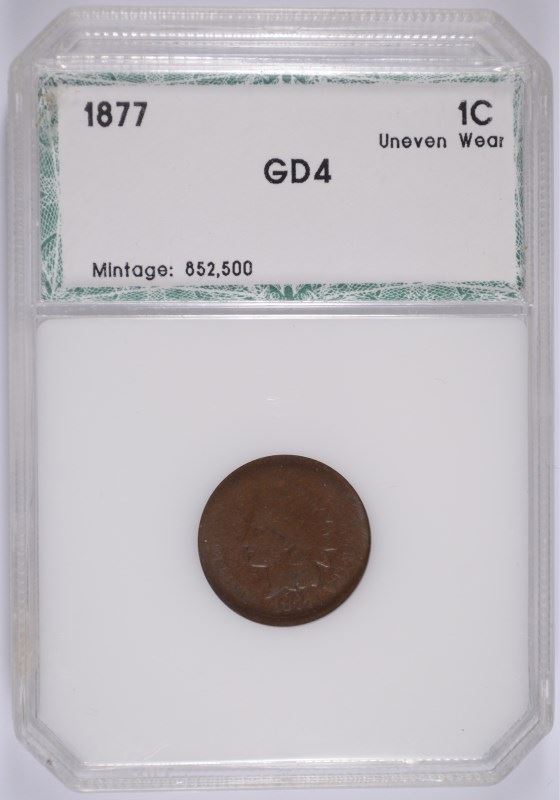 1877 1C
Uneven Wear
GD4
Mintage: 852,500